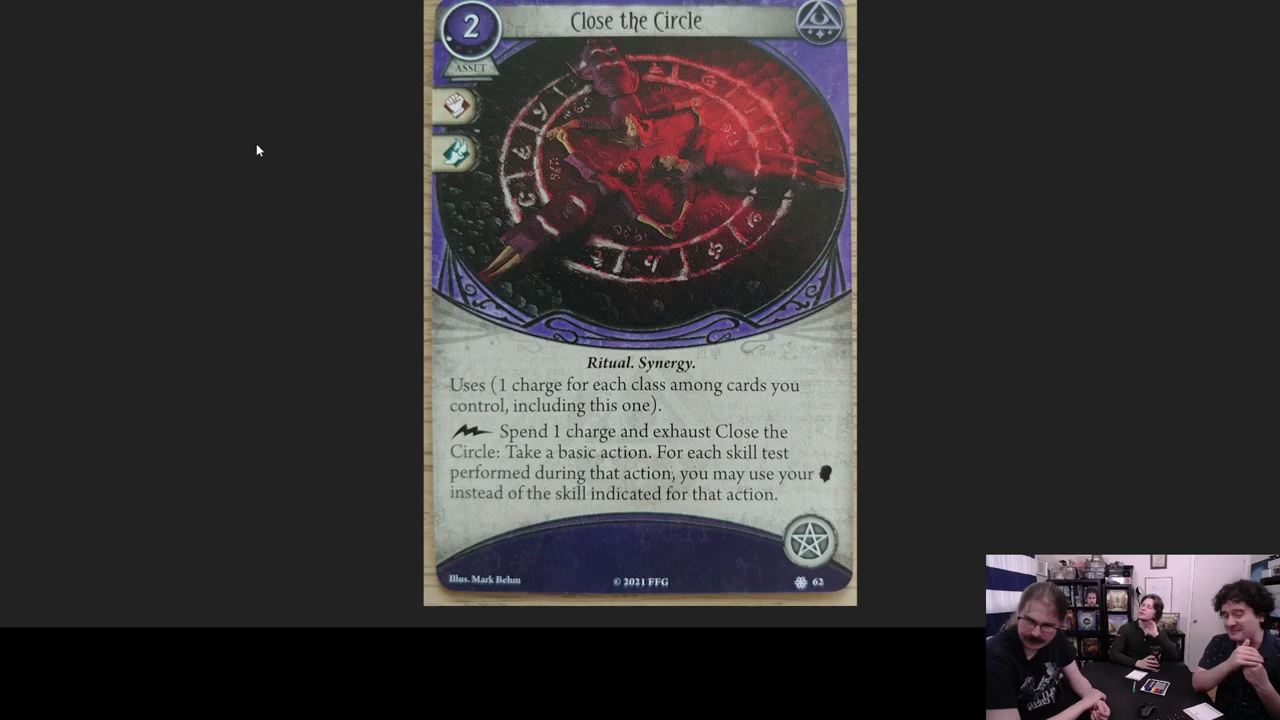 2
Close the Circle
ASSET
Ritual. Synergy.
Uses (1 charge for each class among cards you
control, including this one).
Spend 1 charge and exhaust Close the
Circle: Take a basic action. For each skill test
performed during that action, you may use your
instead of the skill indicated for that action.
Illus. Mark Behm
© 2021 FFG
62